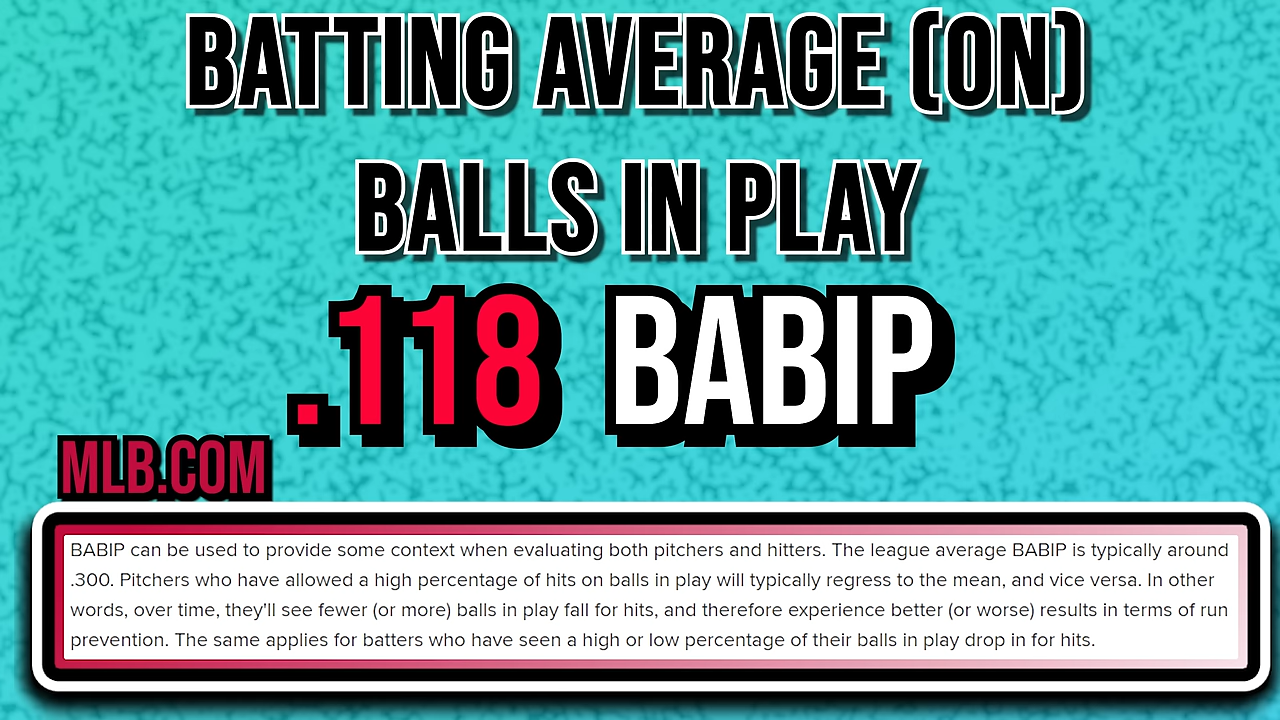 BATTING AVERAGE (ON)
BALLS IN PLAY
.118 BABIP
MLB.COM
BABIP can be used to provide some context when evaluating both pitchers and hitters. The league average BABIP is typically around
.300. Pitchers who have allowed a high percentage of hits on balls in play will typically regress to the mean, and vice versa. In other
words, over time, they'll see fewer (or more) balls in play fall for hits, and therefore experience better (or worse) results in terms of run
prevention. The same applies for batters who have seen a high or low percentage of their balls in play drop in for hits.